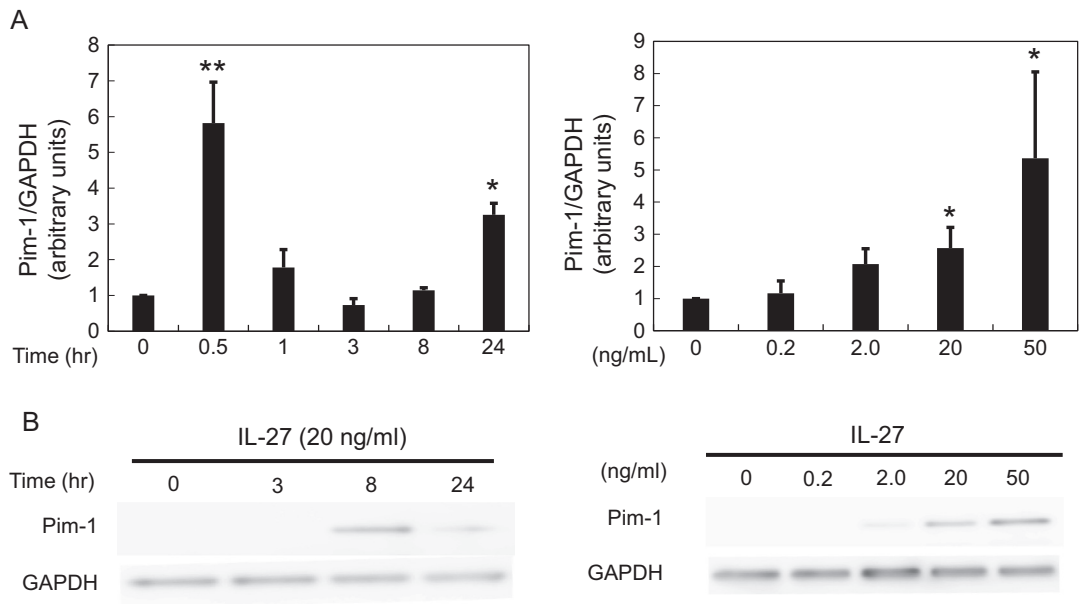 A
Pim-1/GAPDH
(arbitrary units)
8
7
6
5
4
3
2
1
0
**
*
Time (hr) 0 0.5 1 3 8 24
Pim-1/GAPDH
(arbitrary units)
9
8
7
6
5
4
3
2
1
0
*
*
(ng/mL) 0 0.2 2.0 20 50
B
IL-27 (20 ng/ml)
Time (hr) 0 3 8 24
Pim-1
GAPDH
IL-27
(ng/ml) 0 0.2 2.0 20 50
Pim-1
GAPDH